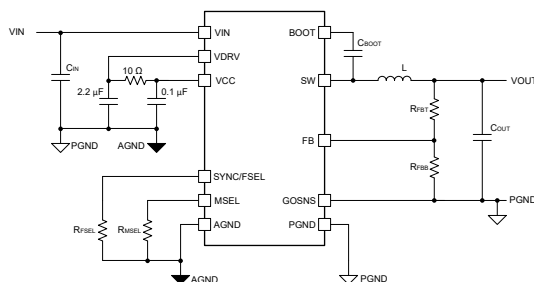 VIN
CIN
VIN
BOOT
CBOOT
VDRV
10 Ω
VCC
SW
L
VOUT
2.2 µF
0.1 µF
RFBT
COUT
PGND
AGND
FB
RFBB
SYNC/FSEL
MSEL
GOSNS
PGND
RFSEL
RMSEL
AGND
PGND
AGND
PGND